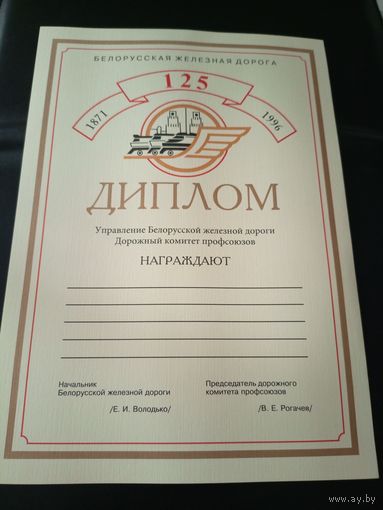 БЕЛОРУССКАЯ ЖЕЛЕЗНАЯ ДОРОГА
1871 125 1996
ДИПЛОМ
Управление Белорусской железной дороги
Дорожный комитет профсоюзов
НАГРАЖДАЮТ
Начальник
Белорусской железной дороги
/Е. И. Володько/
Председатель дорожного
комитета профсоюзов
/В. Е. Рогачев/
www.ay.by